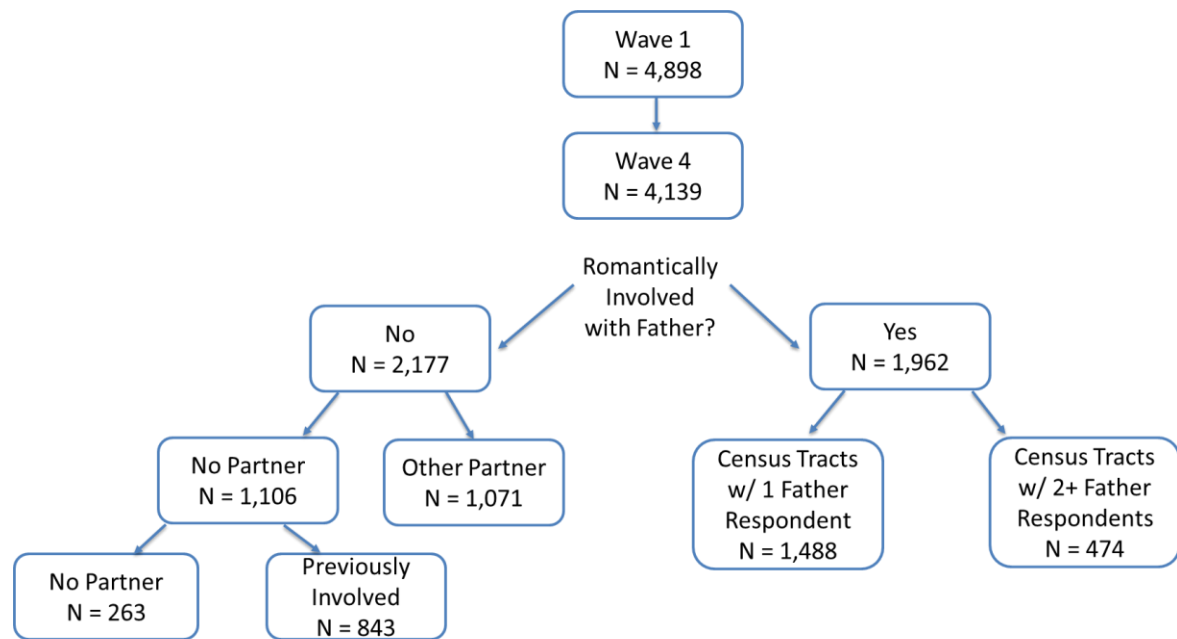 Wave 1
N = 4,898
Wave 4
N = 4,139
Romantically
Involved
with Father?
No
N = 2,177
Yes
N = 1,962
No Partner
N = 1,106
Other Partner
N = 1,071
Census Tracts
w/ 1 Father
Respondent
N = 1,488
Census Tracts
w/ 2+ Father
Respondents
N = 474
No Partner
N = 263
Previously
Involved
N = 843